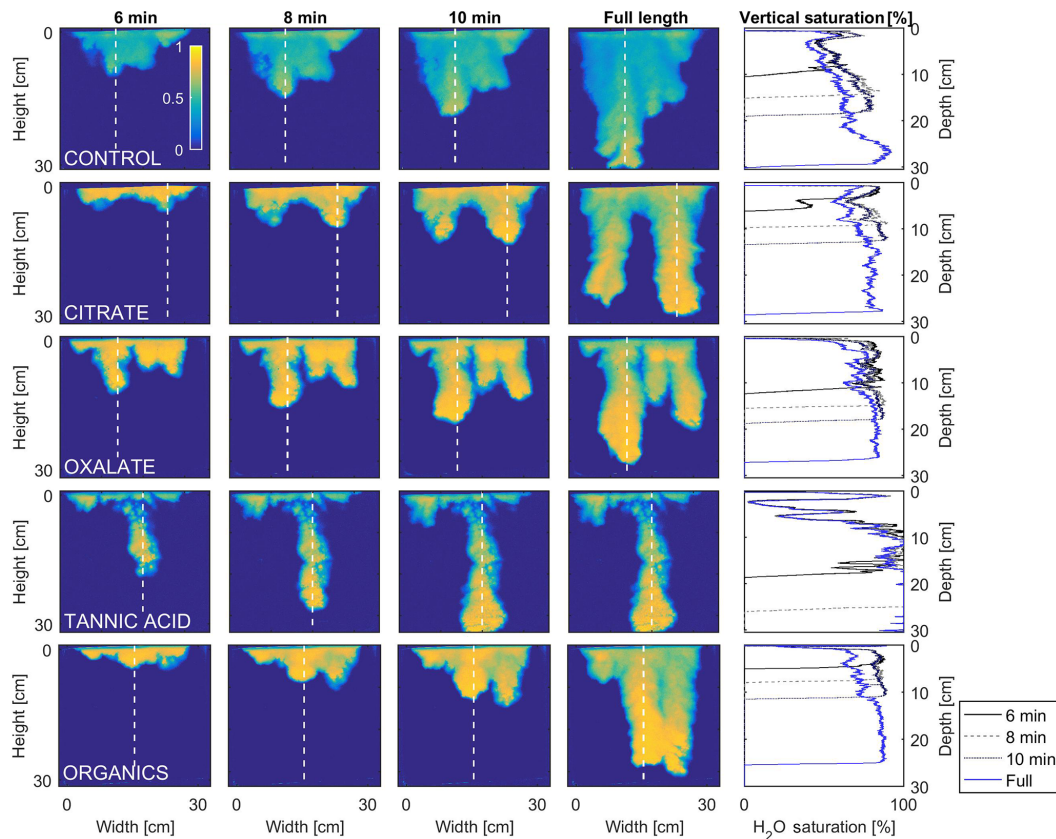 6 min 8 min 10 min Full length Vertical saturation [%]
0 1 0
0.5 10
0 20
30 30
Height [cm] CONTROL Depth [cm]
0 0
10
20
30 30
Height [cm] CITRATE Depth [cm]
0 0
10
20
30 30
Height [cm] OXALATE Depth [cm]
0 0
10
20
30 30
Height [cm] TANNIC ACID Depth [cm]
0 0
10
20
30 30
Height [cm] ORGANICS Depth [cm]
0 30 0 30 0 30 0 30 0 100
Width [cm] Width [cm] Width [cm] Width [cm] H2O saturation [%]
6 min
8 min
10 min
Full